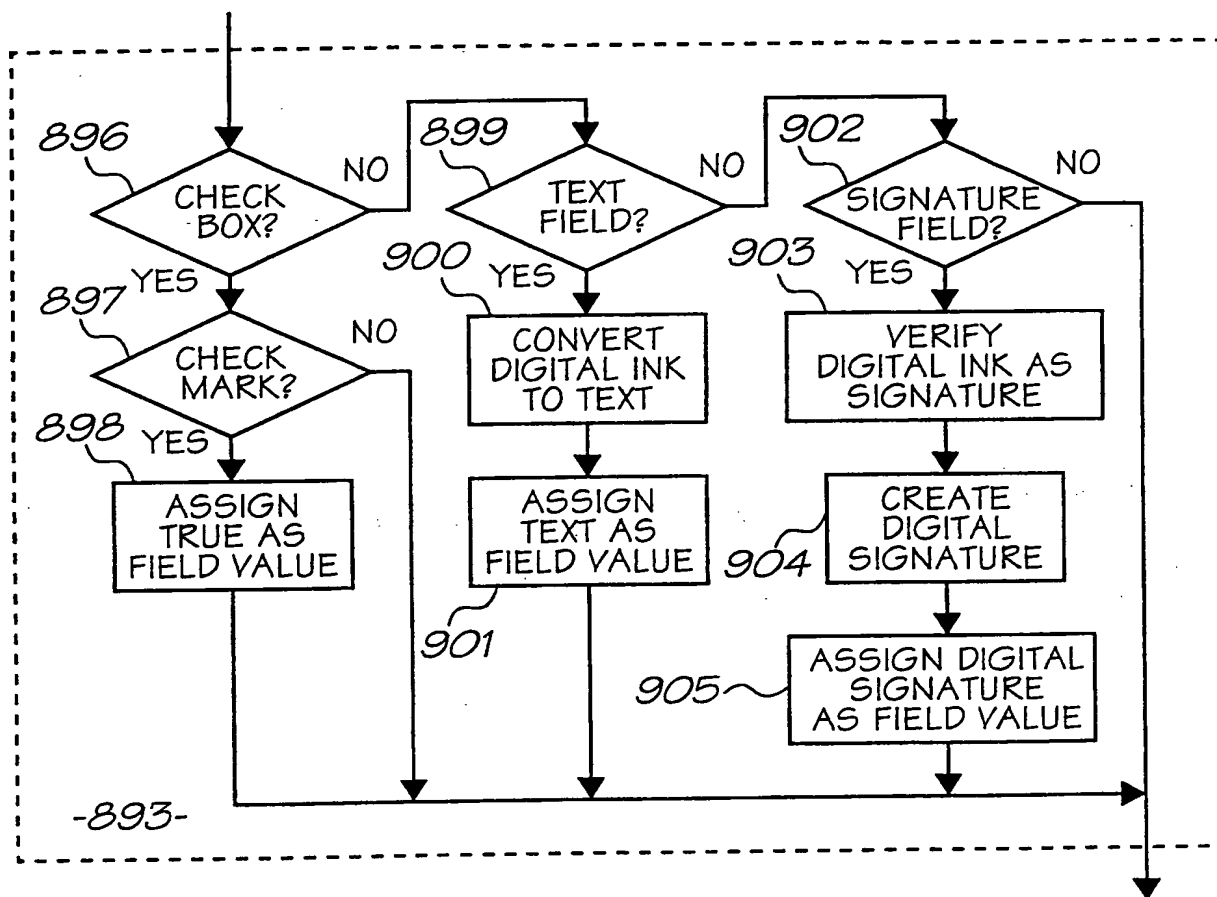 896
CHECK
BOX?
NO
YES
897
CHECK
MARK?
NO
YES
898
ASSIGN
TRUE AS
FIELD VALUE
899
TEXT
FIELD?
NO
YES
900
CONVERT
DIGITAL INK
TO TEXT
ASSIGN
TEXT AS
FIELD VALUE
901
902
SIGNATURE
FIELD?
NO
YES
903
VERIFY
DIGITAL INK AS
SIGNATURE
CREATE
DIGITAL
SIGNATURE
904
ASSIGN DIGITAL
SIGNATURE
AS FIELD VALUE
905
-893-